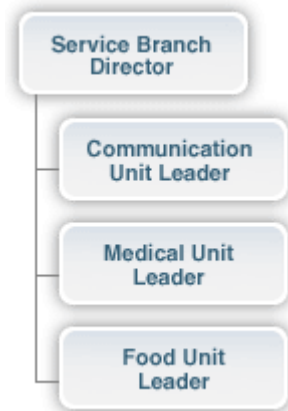 Service Branch
Director
Communication
Unit Leader
Medical Unit
Leader
Food Unit
Leader